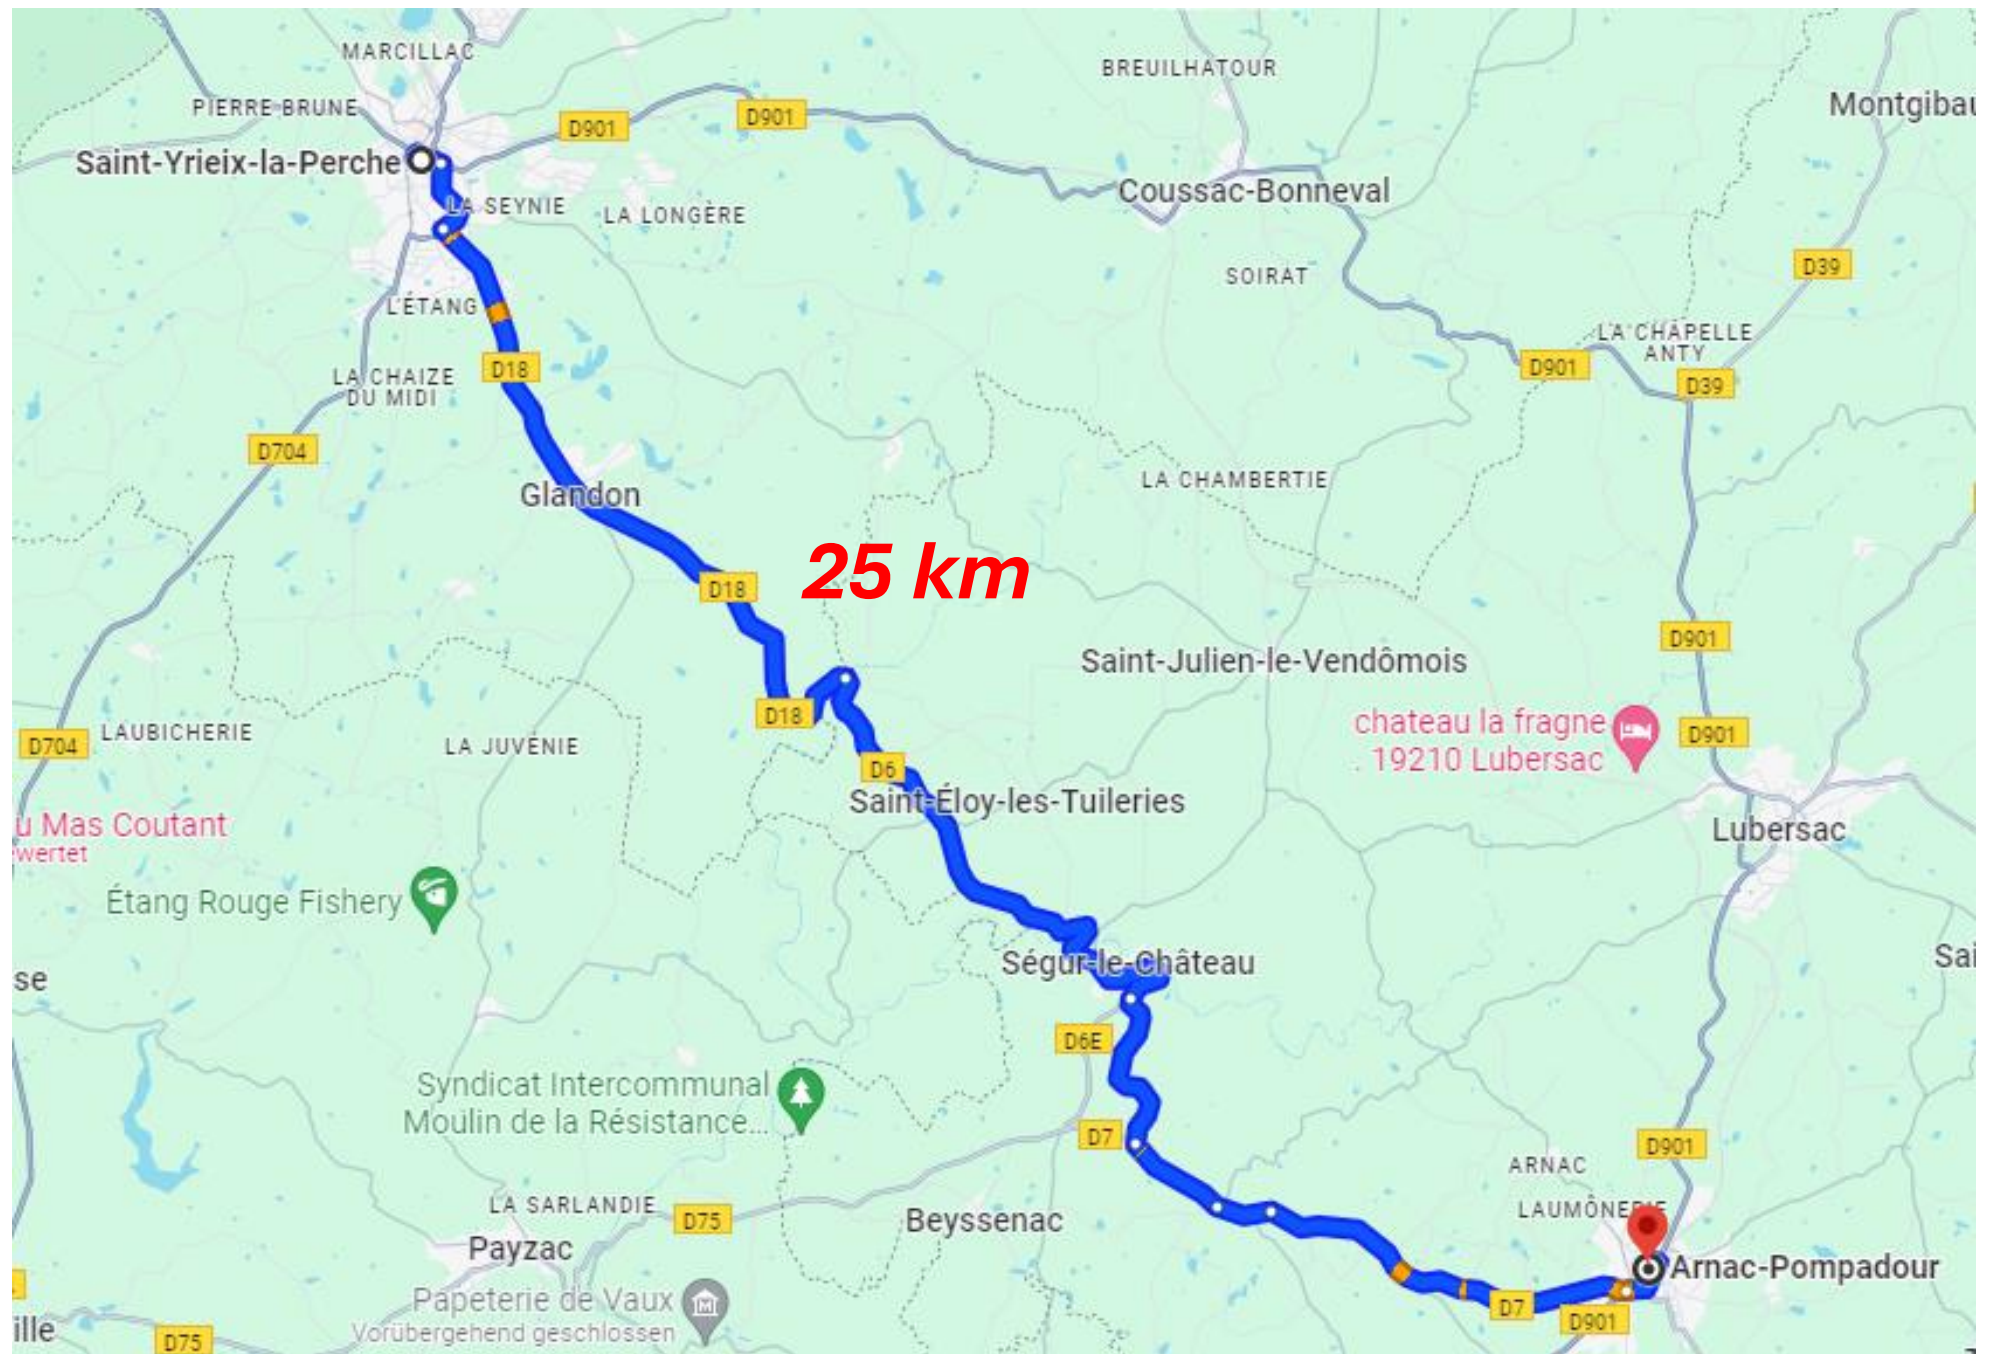 MARCILLAC
BREUILHATOUR
PIERRE BRUNE
Montgibau
D901
D901
Saint-Yrieix-la-Perche
Coussac-Bonneval
LA SEYNIE
LA LONGÈRE
SOIRAT
D39
L'ÉTANG
LA CHAPELLE
ANTY
D18
D901
D39
LA CHAIZE
DU MIDI
D704
LA CHAMBERTIE
Glandon
25 km
D18
D901
Saint-Julien-le-Vendômois
D18
chateau la fragne
. 19210 Lubersac
D901
D704
LAUBICHERIE
LA JUVÉNIE
D6
Saint-Éloy-les-Tuileries
u Mas Coutant
wertet
Lubersac
Étang Rouge Fishery
Ségur-le-Château
Sai
se
D6E
Syndicat Intercommunal
Moulin de la Résistance...
D7
D901
ARNAC
LA SARLANDIE
D75
LAUMÔNERIE
Beyssenac
Payzac
Arnac-Pompadour
Papeterie de Vaux
Vorübergehend geschlossen
D7
D901
ille
D75